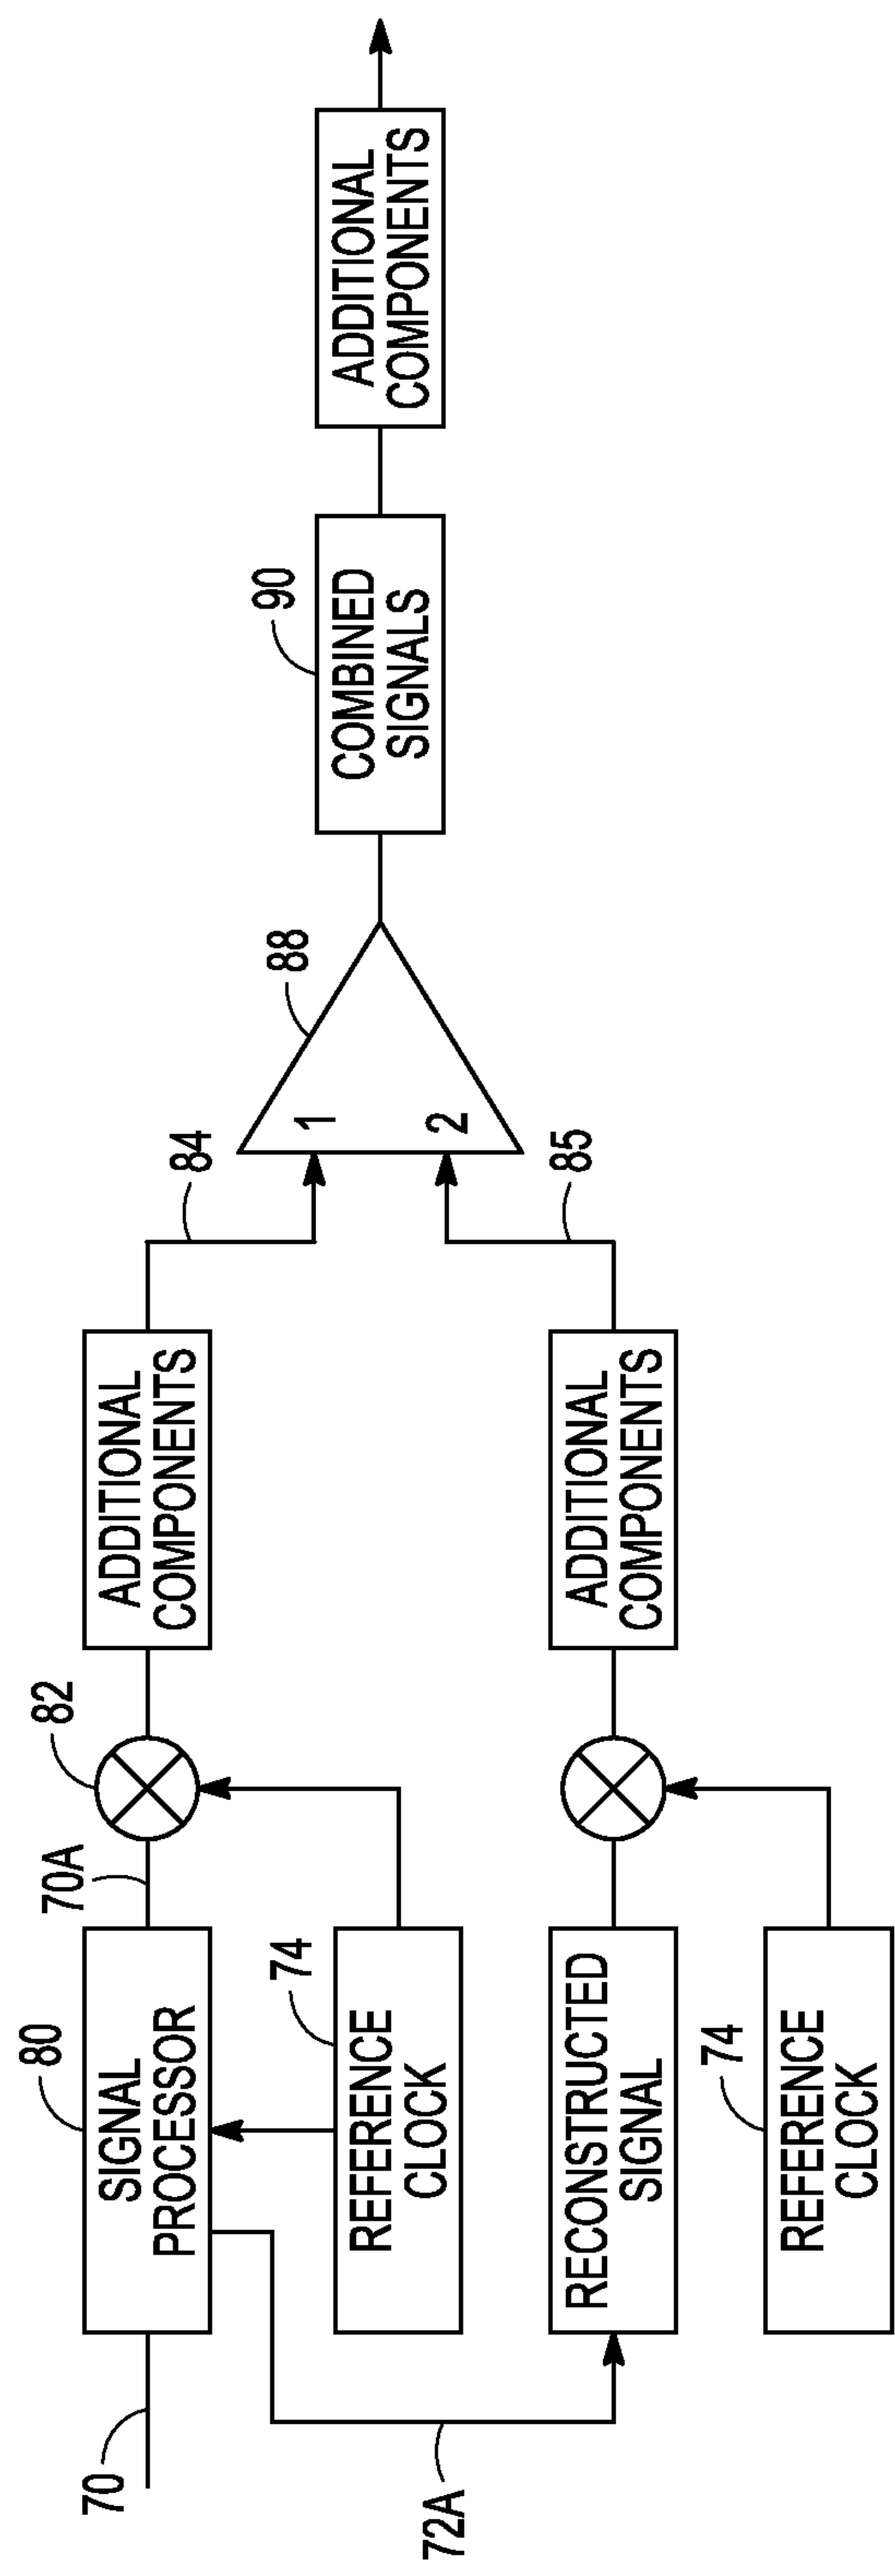 70
80
SIGNAL
PROCESSOR
70A
82
ADDITIONAL
COMPONENTS
84
74
REFERENCE
CLOCK
72A
RECONSTRUCTED
SIGNAL
ADDITIONAL
COMPONENTS
85
74
REFERENCE
CLOCK
1
2
88
90
COMBINED
SIGNALS
ADDITIONAL
COMPONENTS